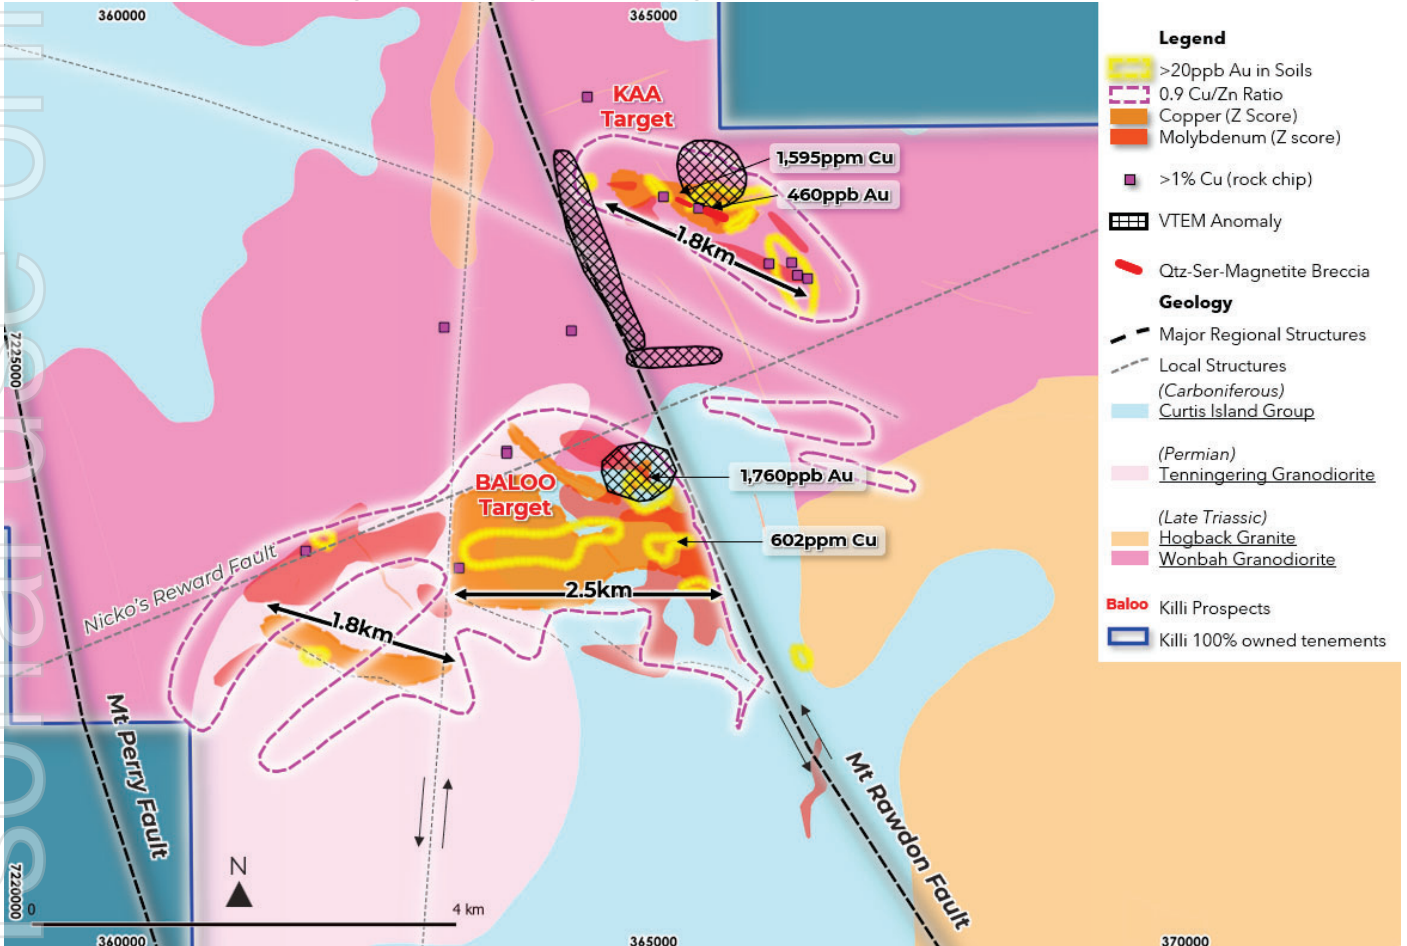 360000
365000
KAA
Target
1,595ppm Cu
460ppb Au
1.8km
7225000
BALOO
Target
1,760ppb Au
602ppm Cu
2.5km
Nicko's Reward Fault
1.8km
Mt Perry Fault
Mt Rawdon Fault
N
7220000
0
4 km
360000
365000
370000
Legend
>20ppb Au in Soils
0.9 Cu/Zn Ratio
Copper (Z Score)
Molybdenum (Z score)
>1% Cu (rock chip)
VTEM Anomaly
Qtz-Ser-Magnetite Breccia
Geology
Major Regional Structures
Local Structures
(Carboniferous)
Curtis Island Group
(Permian)
Tenningering Granodiorite
(Late Triassic)
Hogback Granite
Wonbah Granodiorite
Baloo Killi Prospects
Killi 100% owned tenements